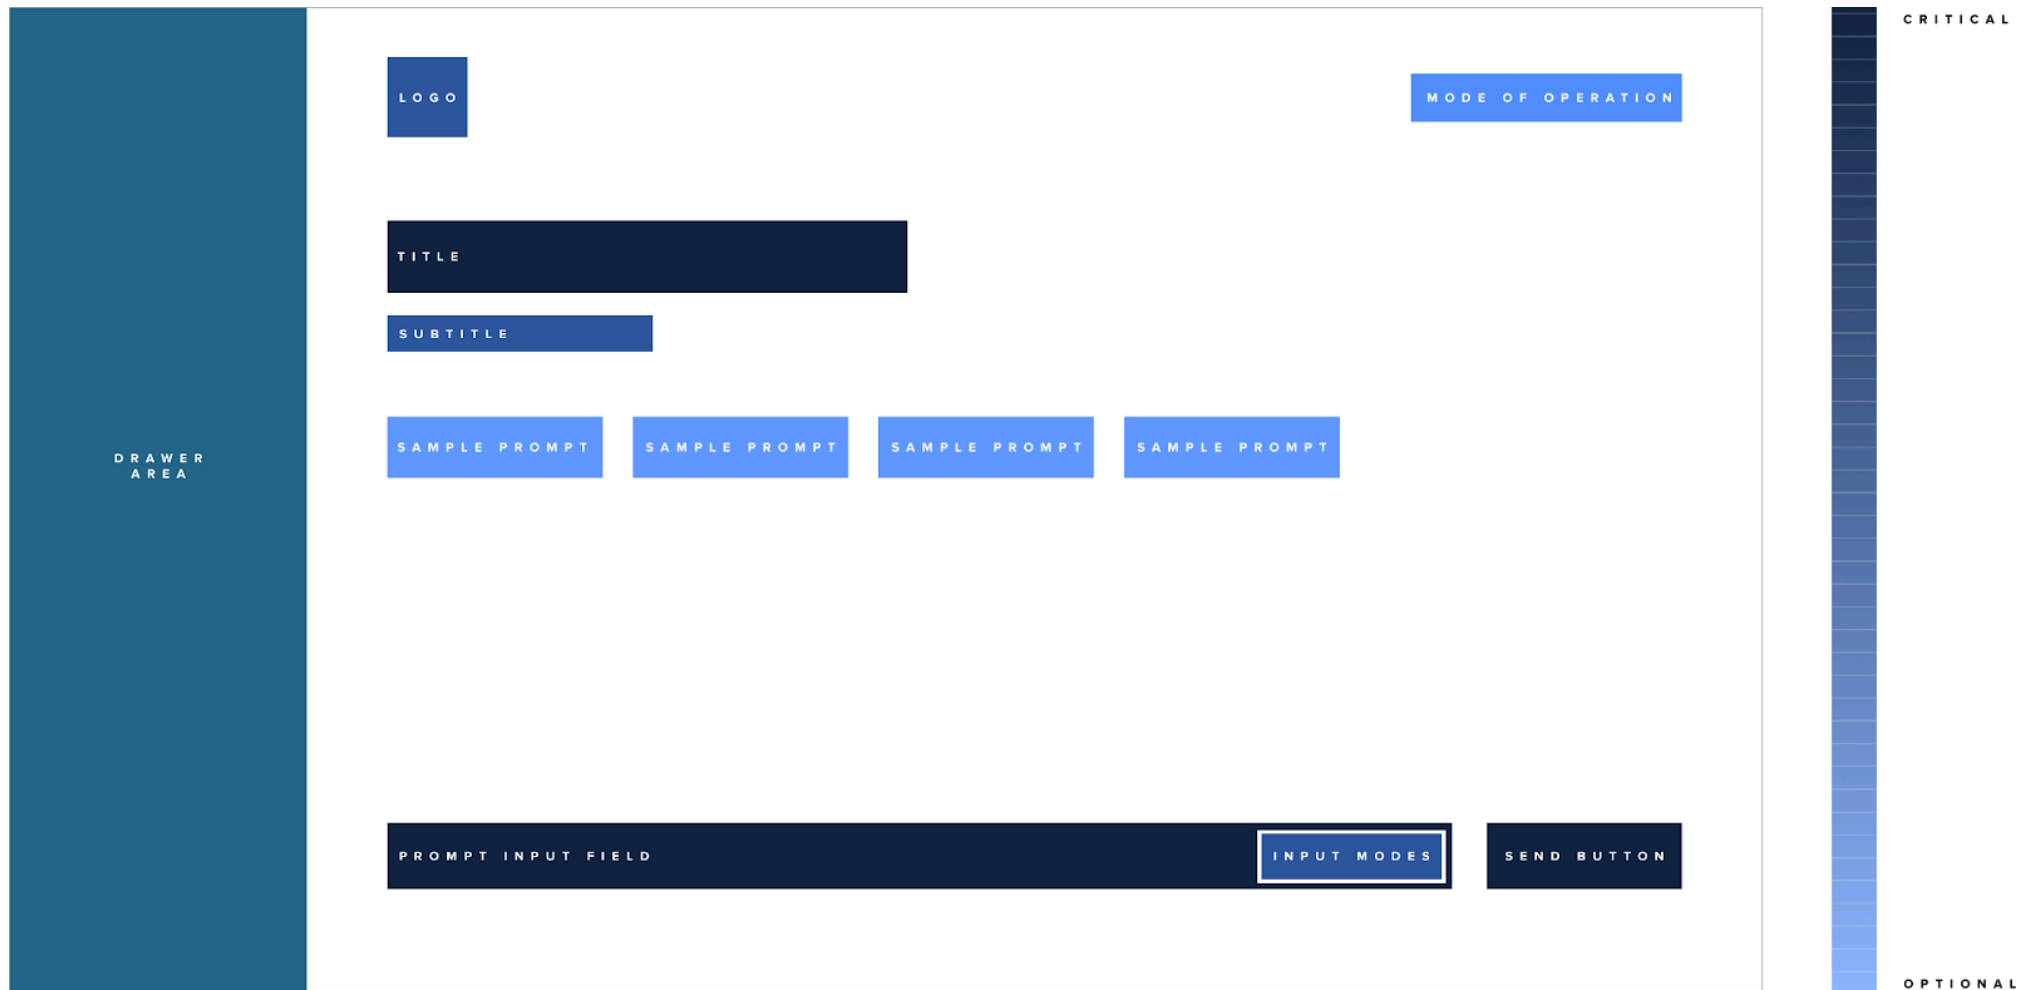 CRITICAL
LOGO
MODE OF OPERATION
TITLE
SUBTITLE
SAMPLE PROMPT
SAMPLE PROMPT
SAMPLE PROMPT
SAMPLE PROMPT
DRAWER
AREA
PROMPT INPUT FIELD
INPUT MODES
SEND BUTTON
OPTIONAL